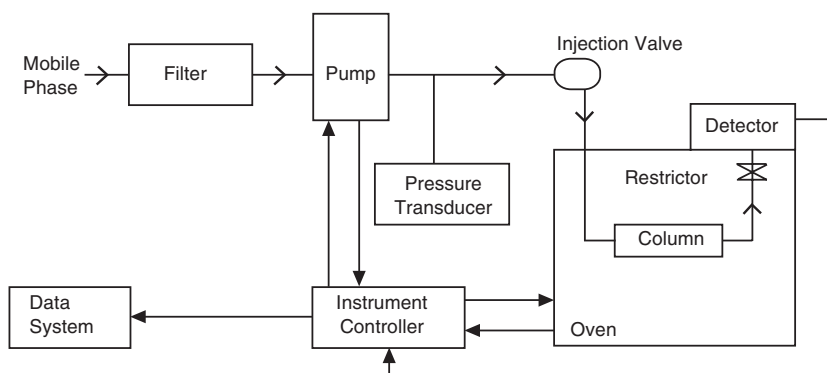 Mobile
Phase
Filter
Pump
Injection Valve
Pressure
Transducer
Detector
Restrictor
Column
Oven
Data
System
Instrument
Controller